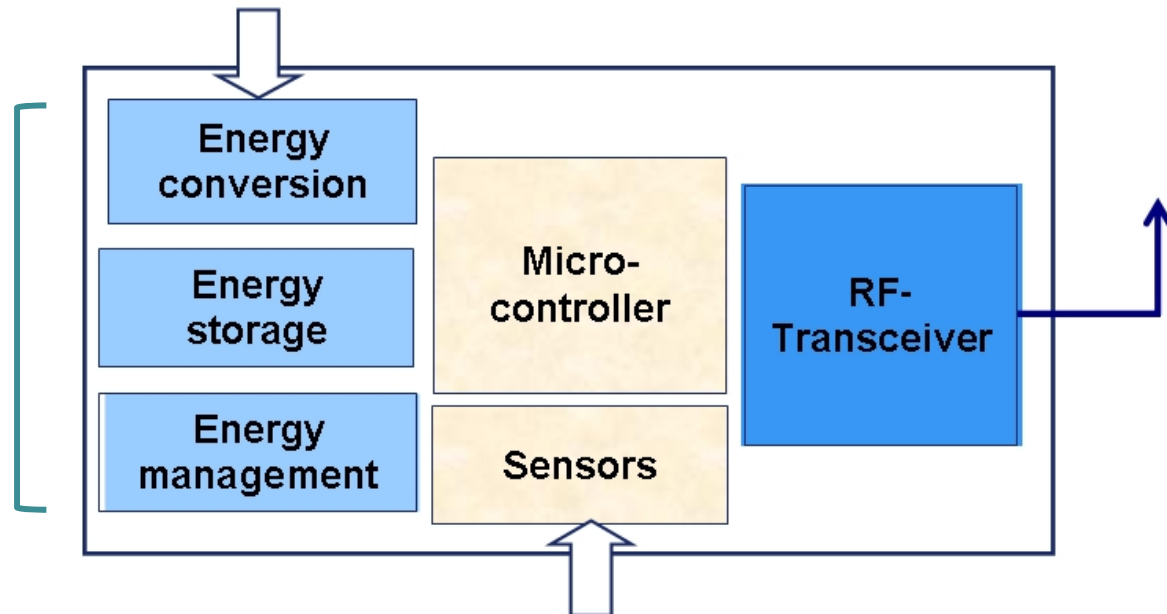 Energy
conversion
Energy
storage
Energy
management
Micro-
controller
Sensors
RF-
Transceiver